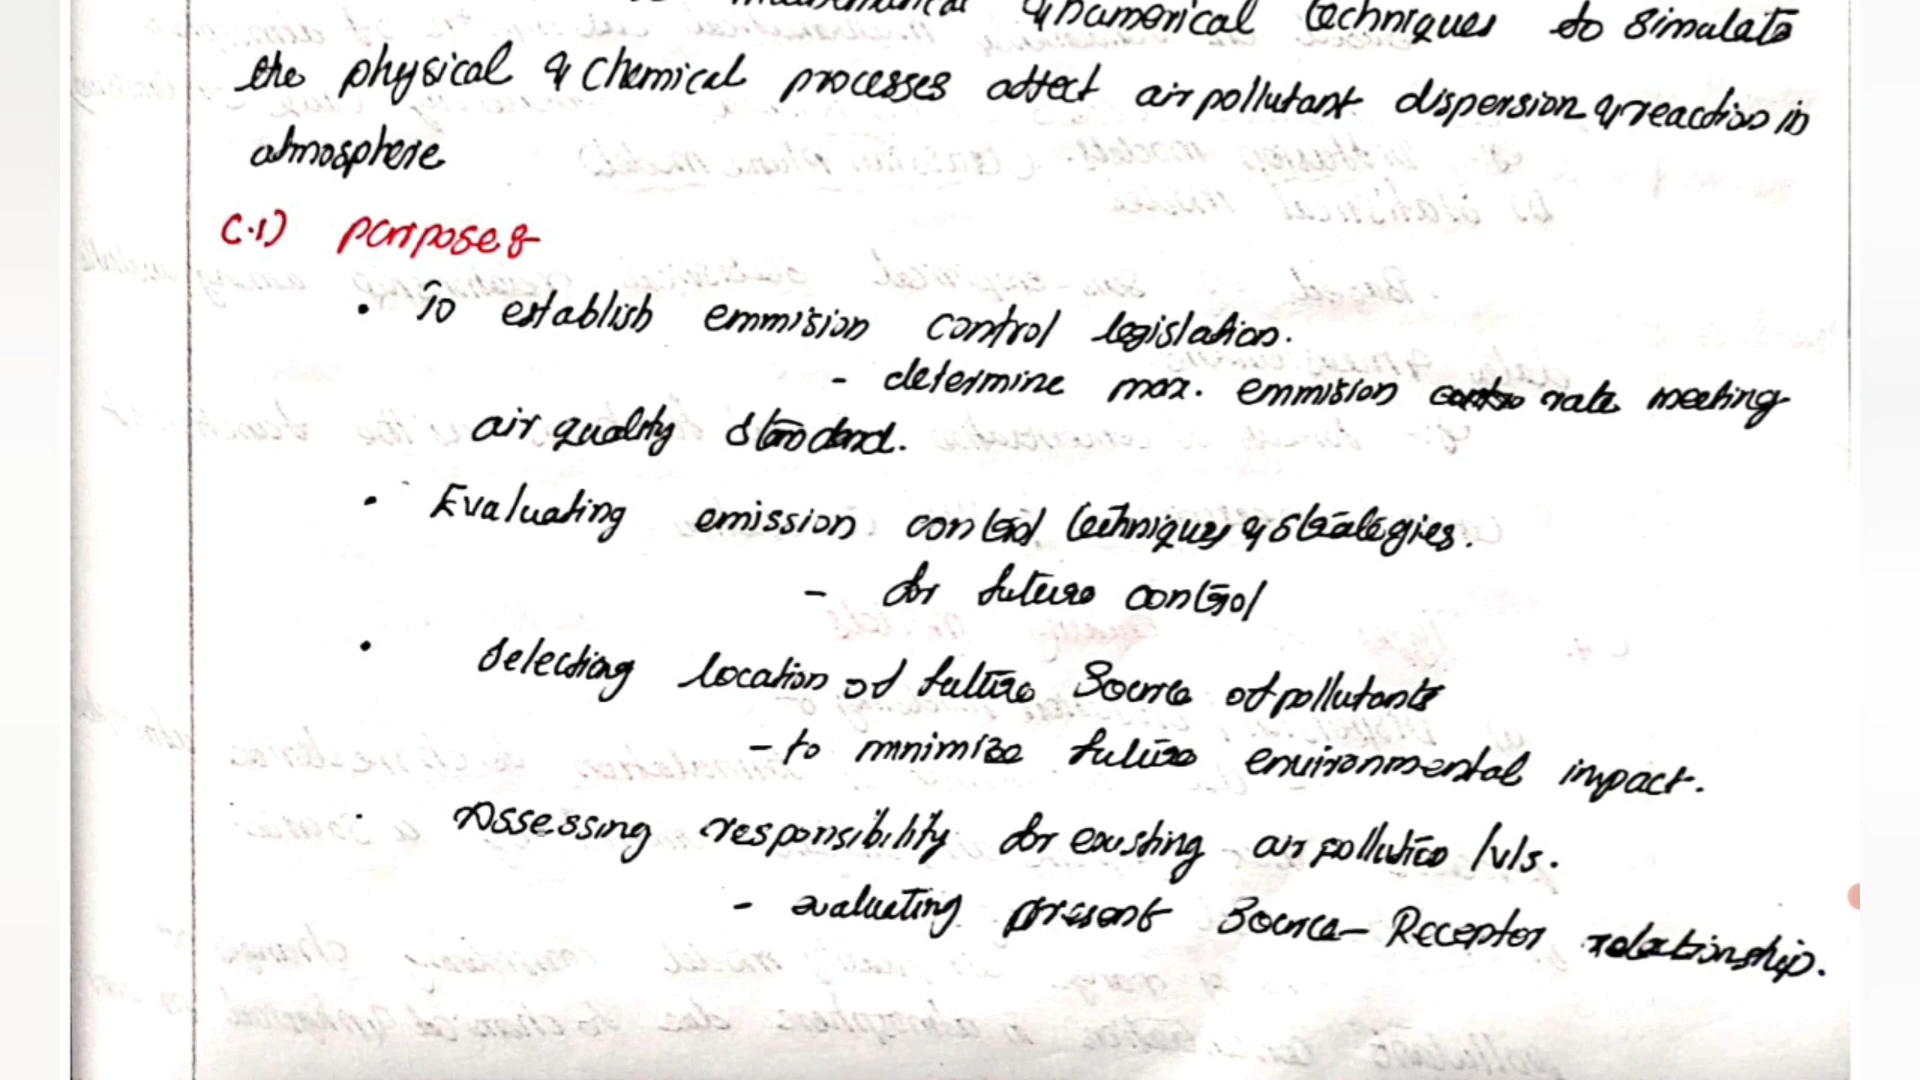 mathematical & numerical techniques to simulate
the physical & chemical processes affect air pollutant dispersion & reaction in
atmosphere
C.1) Purpose :-
• To establish emmision control legislation.
- determine max. emmision rate meeting
air quality standard.
• Evaluating emission control techniques & strategies.
- for future control
• Selecting location of future source of pollutants
- to minimize future environmental impact.
• Assessing responsibility for existing air pollution lvls.
- evaluating present Source - Receptor relationship.